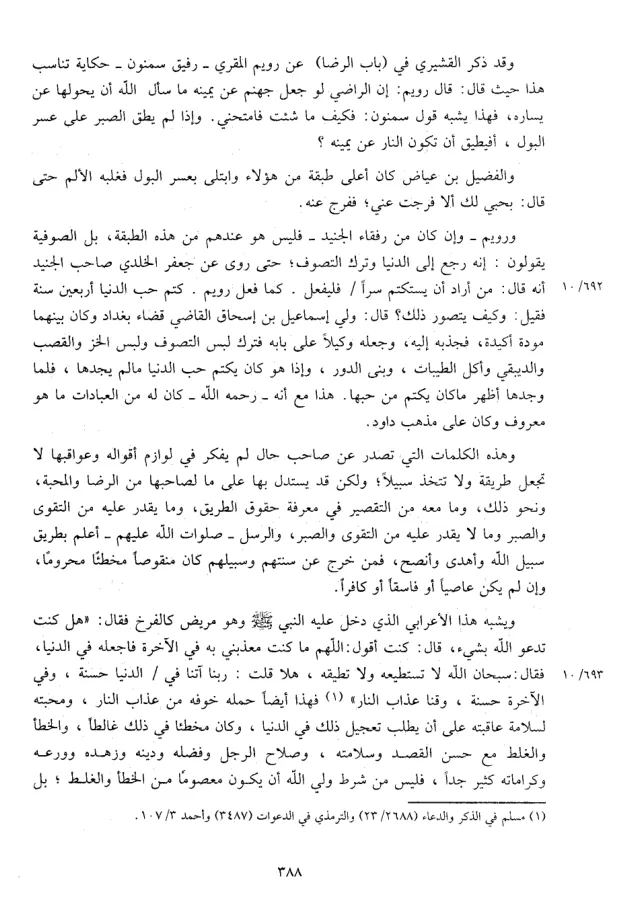 وقد ذكر القشيري في (باب الرضا) عن رويم المقري ـ رفيق سمنون ـ حكاية تناسب
هذا حيث قال: قال رويم: إن الراضي لو جعل جهنم عن يمينه ما سأل الله أن يحولها عن
يساره، فهذا يشبه قول سمنون: فكيف ما شئت فامتحني. وإذا لم يطق الصبر على عسر
البول ، أفيطيق أن تكون النار عن يمينه ؟
والفضيل بن عياض كان أعلى طبقة من هؤلاء وابتلى بعسر البول فغلبه الألم حتى
قال: بحبي لك ألا فرجت عني؛ ففرج عنه.
ورويم ـ وإن كان من رفقاء الجنيد ـ فليس هو عندهم من هذه الطبقة، بل الصوفية
يقولون : إنه رجع إلى الدنيا وترك التصوف؛ حتى روى عن جعفر الخلدي صاحب الجنيد
أنه قال: من أراد أن يستكتم سراً / فليفعل . كما فعل رويم . كتم حب الدنيا أربعين سنة ١٠/٦٩٢
فقيل: وكيف يتصور ذلك؟ قال: ولي إسماعيل بن إسحاق القاضي قضاء بغداد وكان بينهما
مودة أكيدة، فجذبه إليه، وجعله وكيلاً على بابه فترك لبس التصوف ولبس الخز والقصب
والديبقي وأكل الطيبات ، وبنى الدور ، وإذا هو كان يكتم حب الدنيا مالم يجدها ، فلما
وجدها أظهر ماكان يكتم من حبها. هذا مع أنه ـ رحمه الله ـ كان له من العبادات ما هو
معروف وكان على مذهب داود.
وهذه الكلمات التي تصدر عن صاحب حال لم يفكر في لوازم أقواله وعواقبها لا
تجعل طريقة ولا تتخذ سبيلاً؛ ولكن قد يستدل بها على ما لصاحبها من الرضا والمحبة،
ونحو ذلك، وما معه من التقصير في معرفة حقوق الطريق، وما يقدر عليه من التقوى
والصبر وما لا يقدر عليه من التقوى والصبر، والرسل ـ صلوات الله عليهم ـ أعلم بطريق
سبيل الله وأهدى وأنصح، فمن خرج عن سنتهم وسبيلهم كان منقوصاً مخطئًا محرومًا،
وإن لم يكن عاصياً أو فاسقاً أو كافراً.
ويشبه هذا الأعرابي الذي دخل عليه النبي ﷺ وهو مريض كالفرخ فقال: «هل كنت
تدعو الله بشيء، قال: كنت أقول:اللهم ما كنت معذبني به في الآخرة فاجعله في الدنيا،
فقال:سبحان الله لا تستطيعه ولا تطيقه ، هلا قلت : ربنا آتنا في / الدنيا حسنة ، وفي ١٠/٦٩٣
الآخرة حسنة ، وقنا عذاب النار» (١) فهذا أيضاً حمله خوفه من عذاب النار ، ومحبته
لسلامة عاقبته على أن يطلب تعجيل ذلك في الدنيا ، وكان مخطئا في ذلك غالطاً ، والخطأ
والغلط مع حسن القصد وسلامته ، وصلاح الرجل وفضله ودينه وزهده وورعه
وكراماته كثير جداً ، فليس من شرط ولي الله أن يكون معصومًا من الخطأ والغلط ؛ بل
(١) مسلم في الذكر والدعاء (٢٣/٢٦٨٨) والترمذي في الدعوات (٣٤٨٧) وأحمد ١٠٧/٣.
٣٨٨